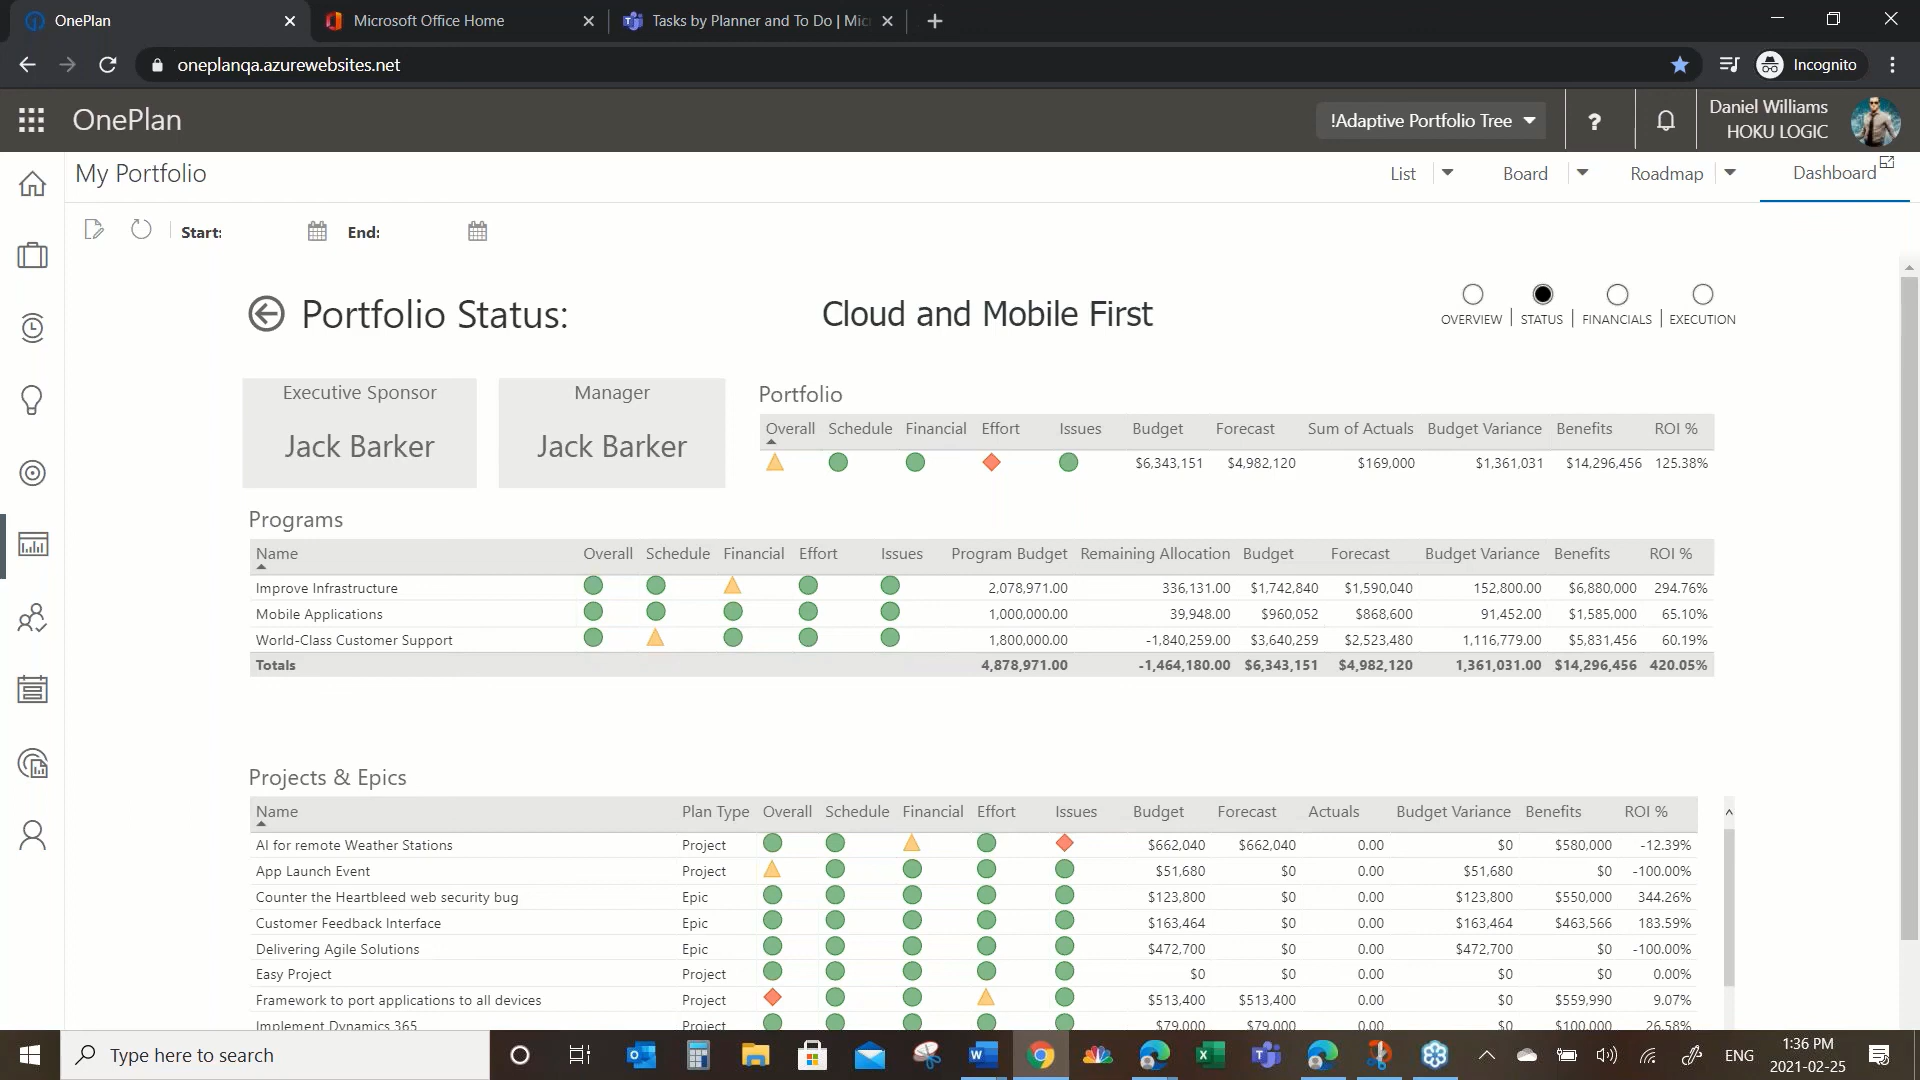 OnePlan
Microsoft Office Home
Tasks by Planner and To Do | Mic
oneplanqa.azurewebsites.net
Incognito
OnePlan
!Adaptive Portfolio Tree
?
Daniel Williams
HOKU LOGIC
My Portfolio
List
Board
Roadmap
Dashboard
Start:
End:
Portfolio Status:
Cloud and Mobile First
OVERVIEW | STATUS | FINANCIALS | EXECUTION
Executive Sponsor
Jack Barker
Manager
Jack Barker
Portfolio
Overall Schedule Financial Effort Issues Budget Forecast Sum of Actuals Budget Variance Benefits ROI %
$6,343,151 $4,982,120 $169,000 $1,361,031 $14,296,456 125.38%
Programs
Name Overall Schedule Financial Effort Issues Program Budget Remaining Allocation Budget Forecast Budget Variance Benefits ROI %
Improve Infrastructure 2,078,971.00 336,131.00 $1,742,840 $1,590,040 152,800.00 $6,880,000 294.76%
Mobile Applications 1,000,000.00 39,948.00 $960,052 $868,600 91,452.00 $1,585,000 65.10%
World-Class Customer Support 1,800,000.00 -1,840,259.00 $3,640,259 $2,523,480 1,116,779.00 $5,831,456 60.19%
Totals 4,878,971.00 -1,464,180.00 $6,343,151 $4,982,120 1,361,031.00 $14,296,456 420.05%
Projects & Epics
Name Plan Type Overall Schedule Financial Effort Issues Budget Forecast Actuals Budget Variance Benefits ROI %
AI for remote Weather Stations Project $662,040 $662,040 0.00 $0 $580,000 -12.39%
App Launch Event Project $51,680 $0 0.00 $51,680 $0 -100.00%
Counter the Heartbleed web security bug Epic $123,800 $0 0.00 $123,800 $550,000 344.26%
Customer Feedback Interface Epic $163,464 $0 0.00 $163,464 $463,566 183.59%
Delivering Agile Solutions Epic $472,700 $0 0.00 $472,700 $0 -100.00%
Easy Project Project $0 $0 0.00 $0 $0 0.00%
Framework to port applications to all devices Project $513,400 $513,400 0.00 $0 $559,990 9.07%
Implement Dynamics 365 Project $79,000 $79,000 0.00 $0 $100,000 26.58%
Type here to search
ENG
1:36 PM
2021-02-25